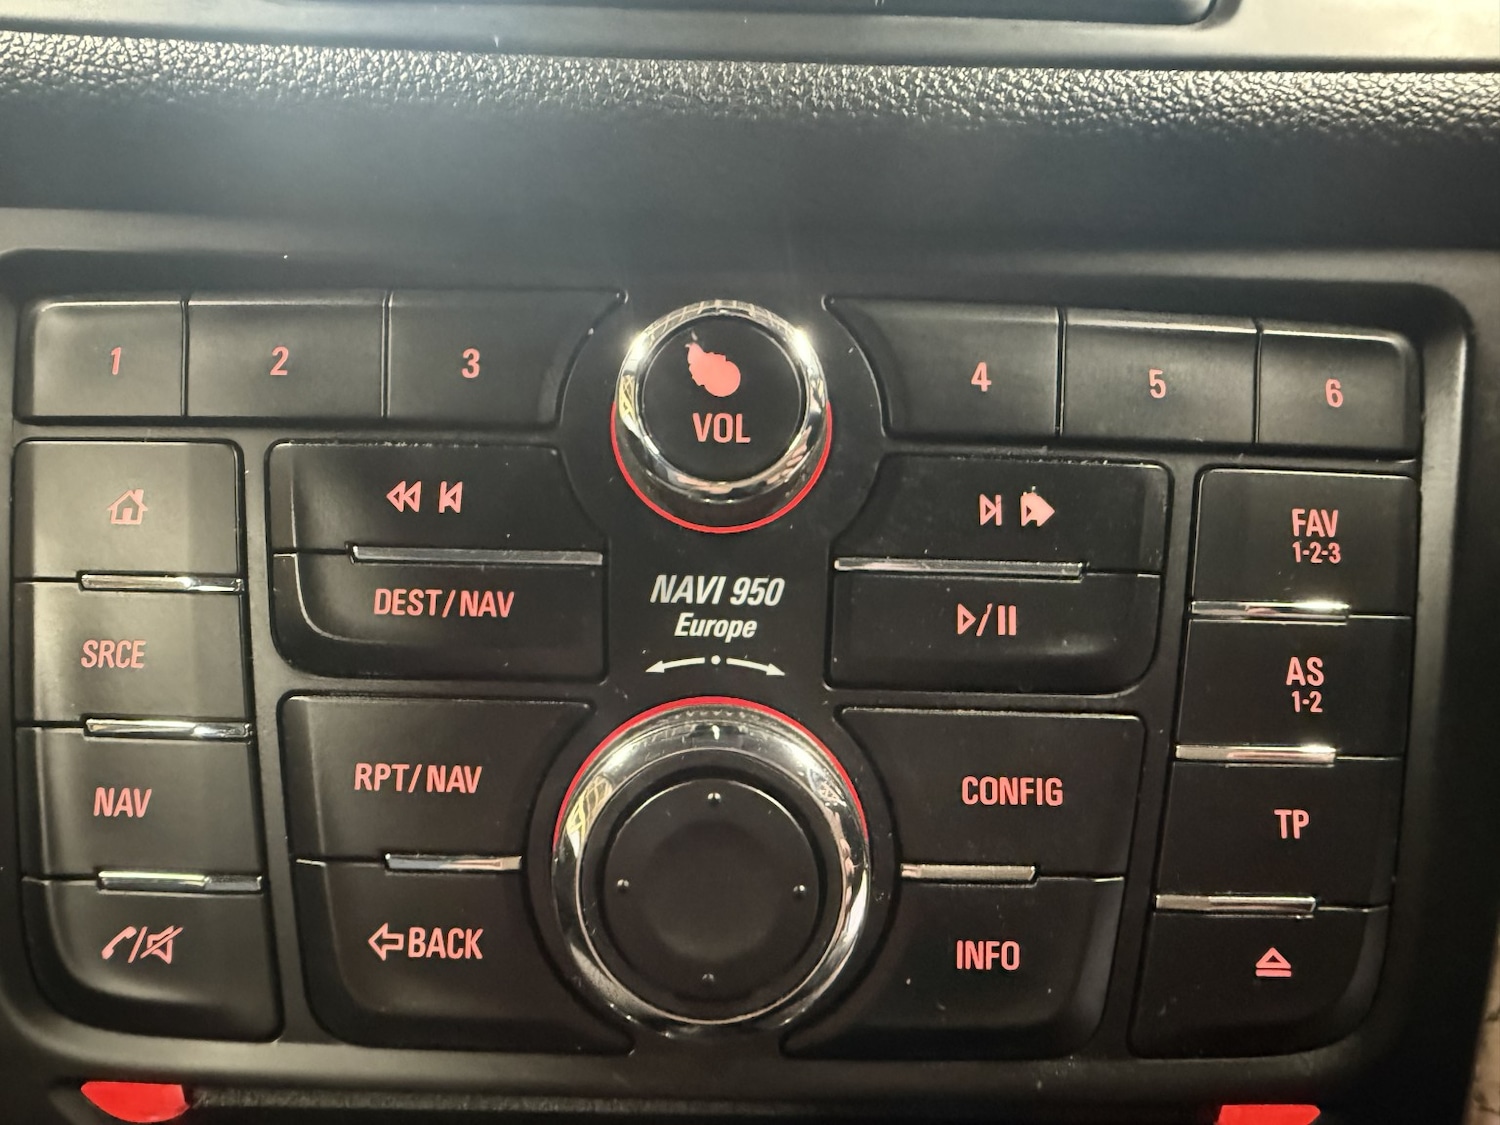 1
2
3
VOL
4
5
6
SRCE
NAV
DEST/NAV
RPT/NAV
BACK
NAVI 950
Europe
CONFIG
INFO
FAV
1-2-3
AS
1-2
TP